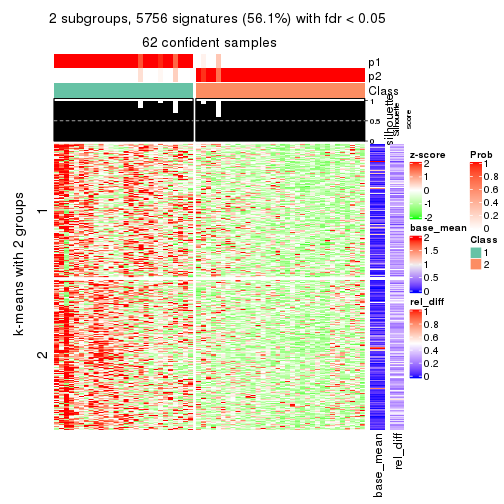 2 subgroups, 5756 signatures (56.1%) with fdr < 0.05
62 confident samples
p1
p2
Class
silhouette
Silhouette
score
1
0.5
0
k-means with 2 groups
1
2
z-score
2
1
0
-1
-2
base_mean
2
1.5
1
0.5
0
rel_diff
1
0.8
0.6
0.4
0.2
0
Prob
1
0.8
0.6
0.4
0.2
0
Class
1
2
base_mean
rel_diff